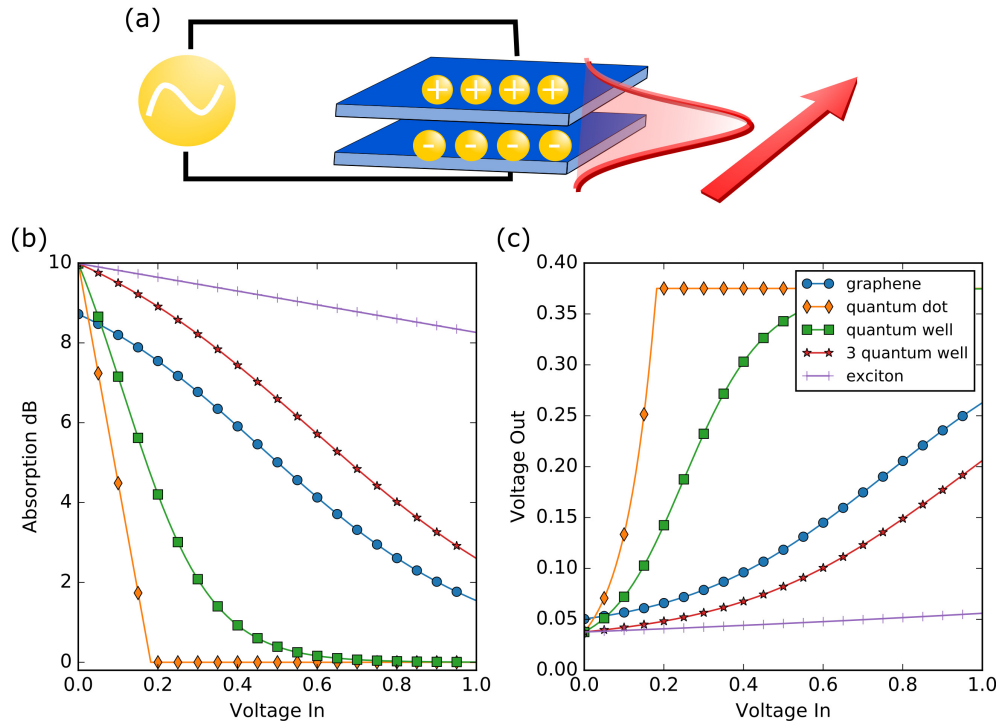 (a)
+ + + +
- - - -
(b)
10
8
6
4
2
0
Absorption dB
0.0 0.2 0.4 0.6 0.8 1.0
Voltage In
(c)
0.40
0.35
0.30
0.25
0.20
0.15
0.10
0.05
0.00
Voltage Out
graphene
quantum dot
quantum well
3 quantum well
exciton
0.0 0.2 0.4 0.6 0.8 1.0
Voltage In